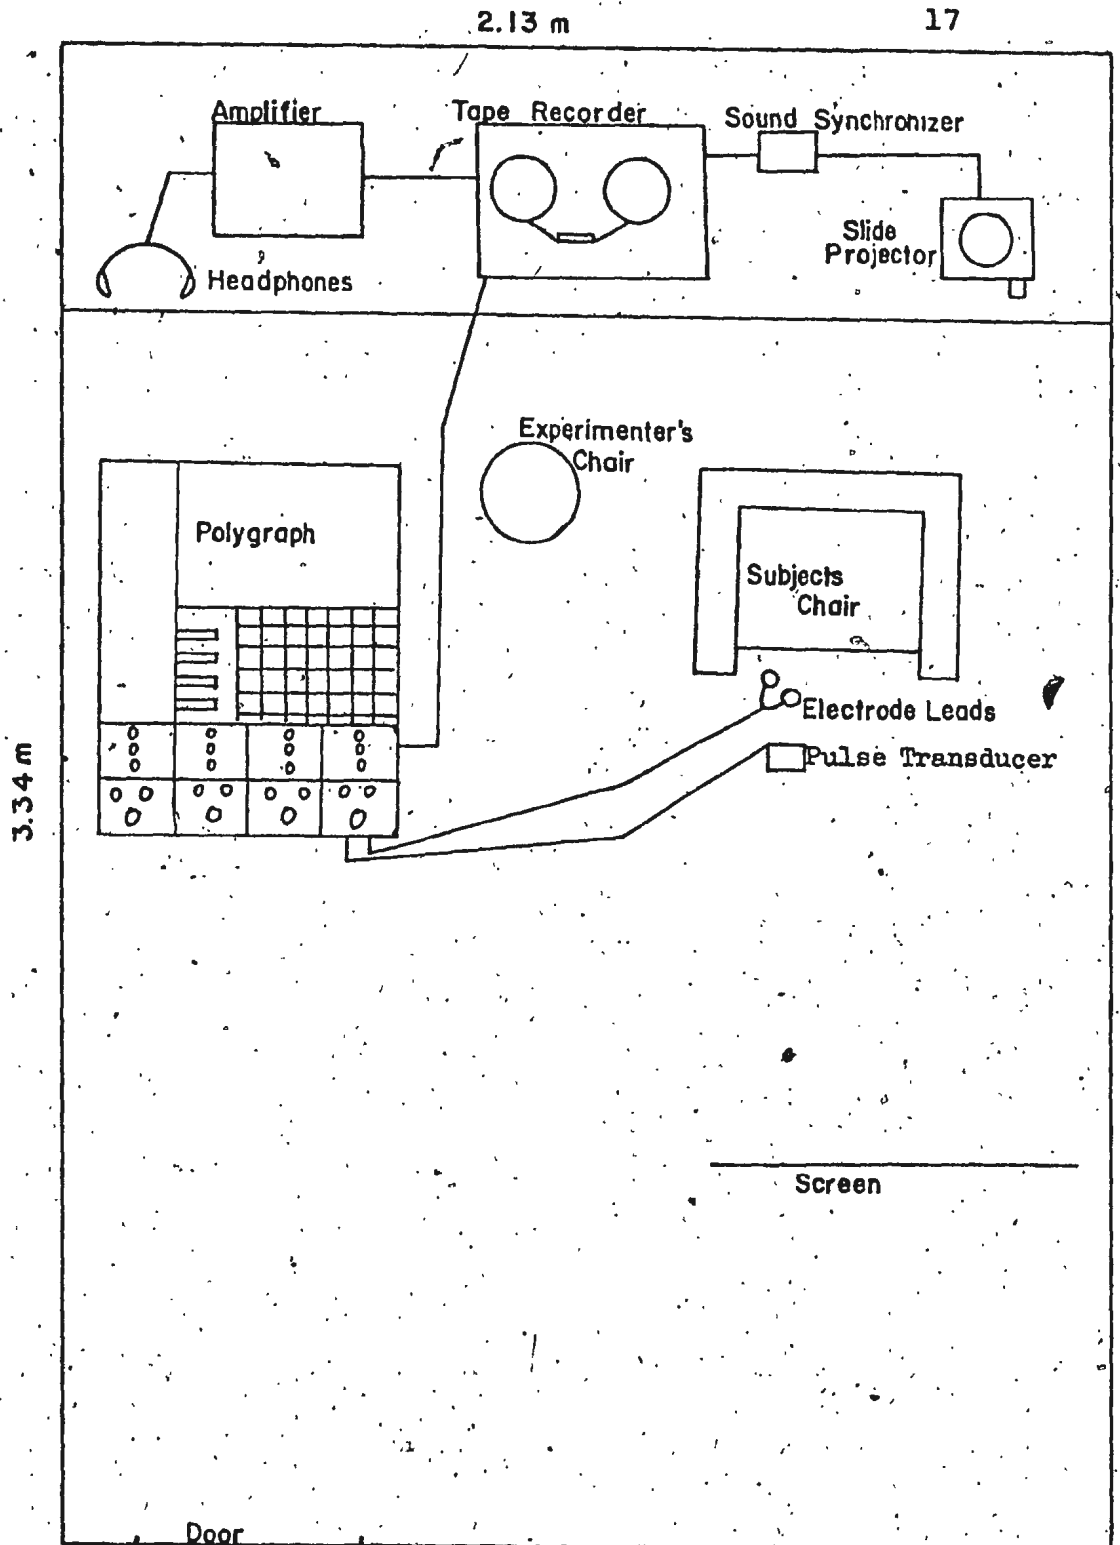 2.13 m
17
Amplifier
Tape Recorder
Sound Synchronizer
Slide
Projector
Headphones
Experimenter's
Chair
Polygraph
Subjects
Chair
Electrode Leads
Pulse Transducer
3.34 m
Screen
Door